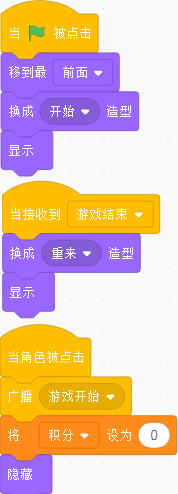 当 被点击
移到最 前面
换成 开始 造型
显示
当接收到 游戏结束
换成 重来 造型
显示
当角色被点击
广播 游戏开始
将 积分 设为 0
隐藏